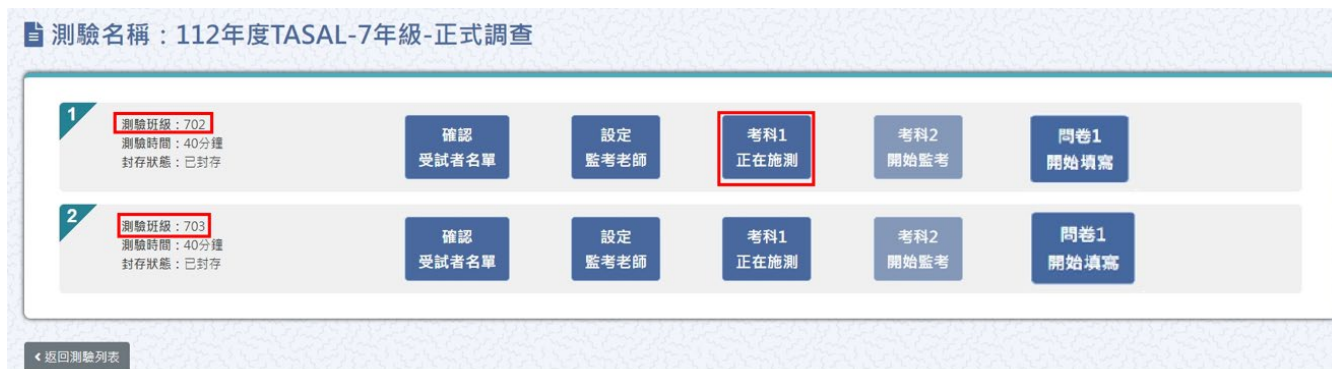 測驗名稱：112年度TASAL-7年級-正式調查
1
測驗班級：702
測驗時間：40分鐘
封存狀態：已封存
確認
受試者名單
設定
監考老師
考科1
正在施測
考科2
開始監考
問卷1
開始填寫
2
測驗班級：703
測驗時間：40分鐘
封存狀態：已封存
確認
受試者名單
設定
監考老師
考科1
正在施測
考科2
開始監考
問卷1
開始填寫
返回測驗列表